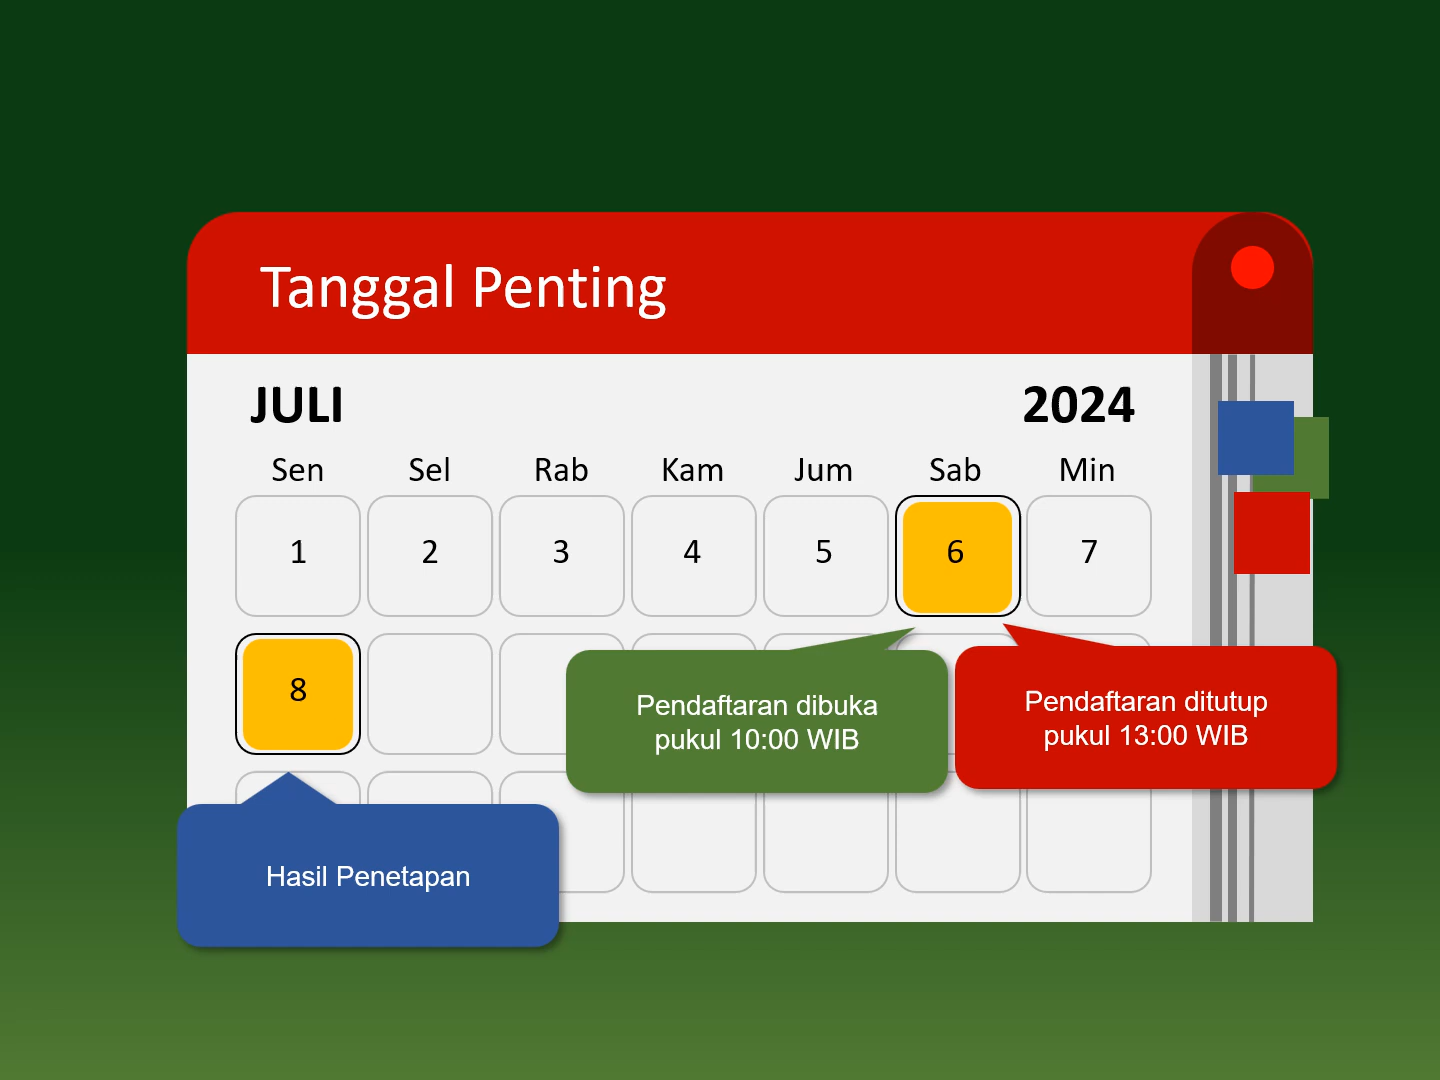 Tanggal Penting
JULI 2024
Sen Sel Rab Kam Jum Sab Min
1 2 3 4 5 6 7
8
Pendaftaran dibuka
pukul 10:00 WIB
Pendaftaran ditutup
pukul 13:00 WIB
Hasil Penetapan